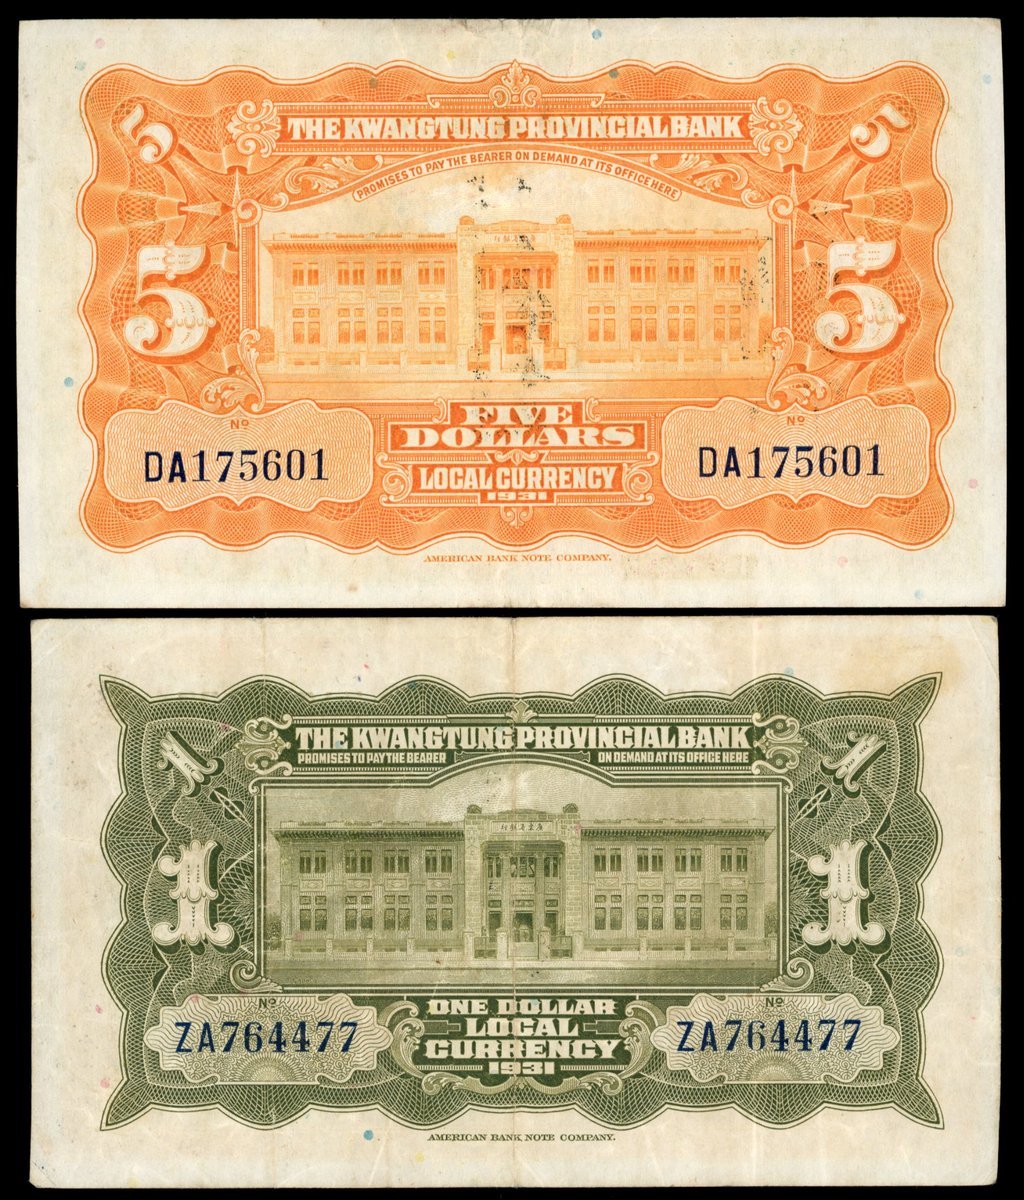 5 5
THE KWANGTUNG PROVINCIAL BANK
PROMISES TO PAY THE BEARER ON DEMAND AT ITS OFFICE HERE
5 5
FIVE
DOLLARS
LOCAL CURRENCY
1931
Nº Nº
DA175601 DA175601
AMERICAN BANK NOTE COMPANY.
1 1
THE KWANGTUNG PROVINCIAL BANK
PROMISES TO PAY THE BEARER ON DEMAND AT ITS OFFICE HERE
1 1
Nº Nº
ZA764477 ZA764477
ONE DOLLAR
LOCAL
CURRENCY
1931
AMERICAN BANK NOTE COMPANY.